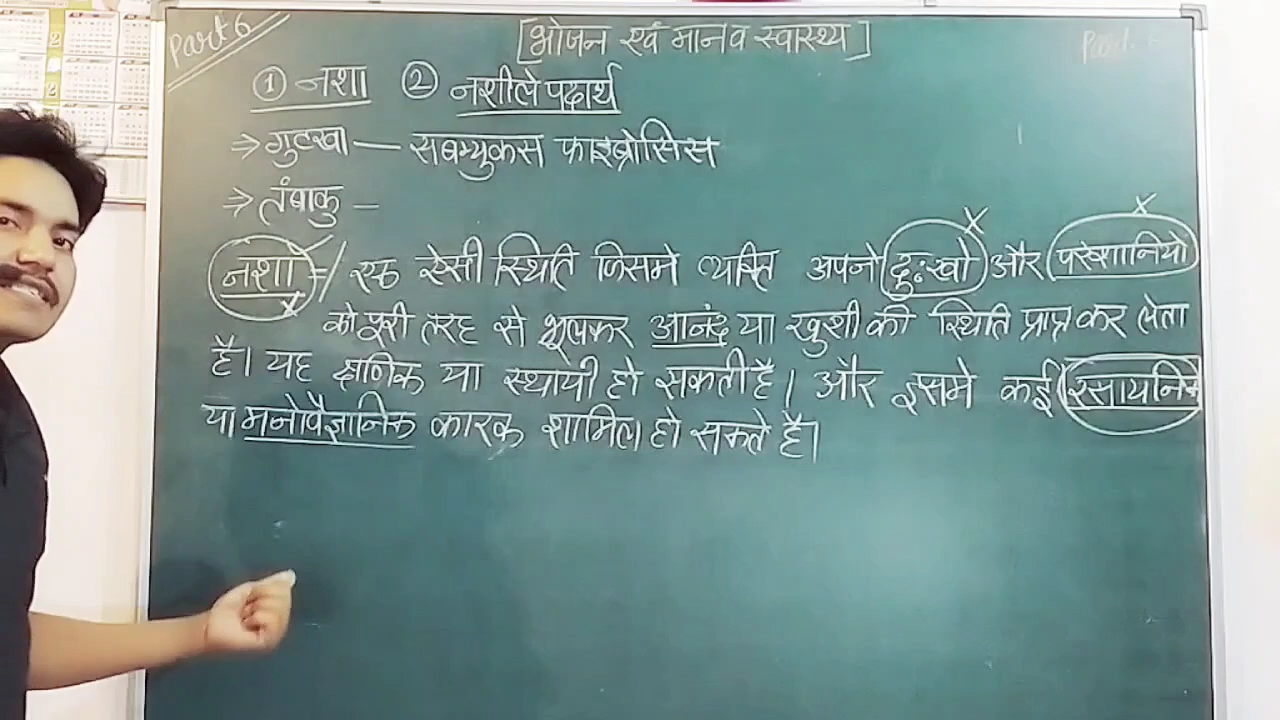 Part 6
[भोजन एवं मानव स्वास्थ्य]
① नशा ② नशीले पदार्थ
⇒ गुटखा — सबम्युकस फाइब्रोसिस
⇒ तंबाकु —
नशा =/ एक ऐसी स्थिति जिसमे व्यक्ति अपने दुःखो और परेशानियो
को पूरी तरह से भूलकर आनंद या खुशी की स्थिति प्राप्त कर लेता
है। यह क्षणिक या स्थायी हो सकती है। और इसमे कई रसायनिक
या मनोवैज्ञानिक कारक शामिल हो सकते है।